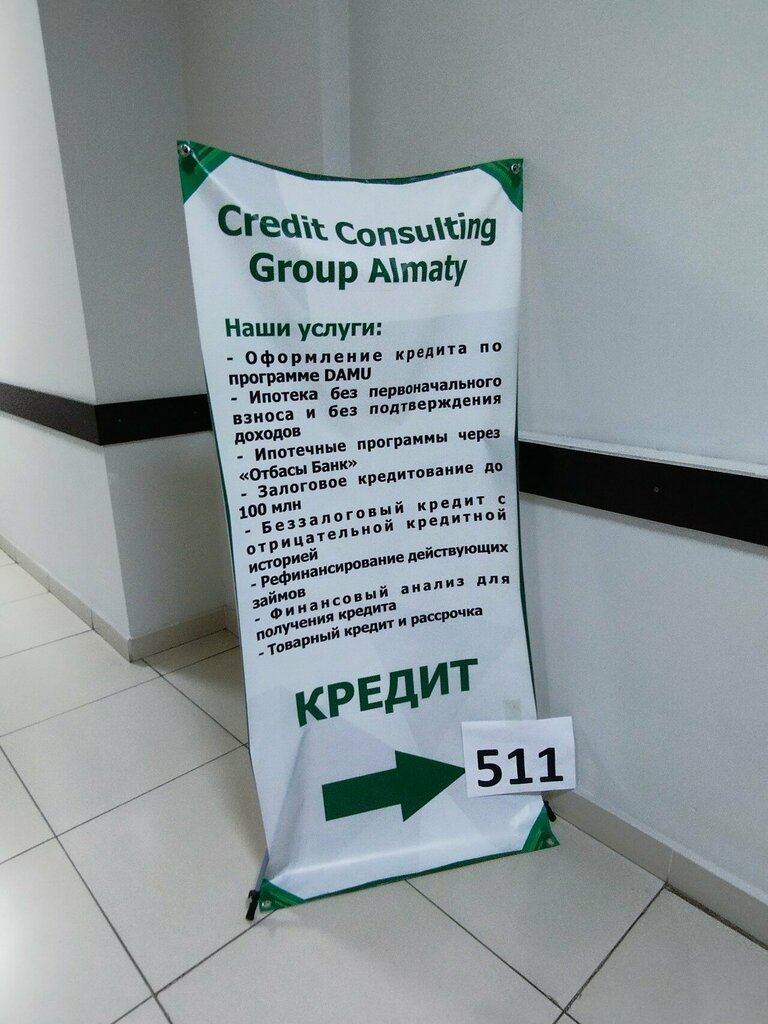 Credit Consulting
Group Almaty
Наши услуги:
- Оформление кредита по
программе DAMU
- Ипотека без первоначального
взноса и без подтверждения
доходов
- Ипотечные программы через
«Отбасы Банк»
- Залоговое кредитование до
100 млн
- Беззалоговый кредит с
отрицательной кредитной
историей
- Рефинансирование действующих
займов
- Финансовый анализ для
получения кредита
- Товарный кредит и рассрочка
КРЕДИТ
511